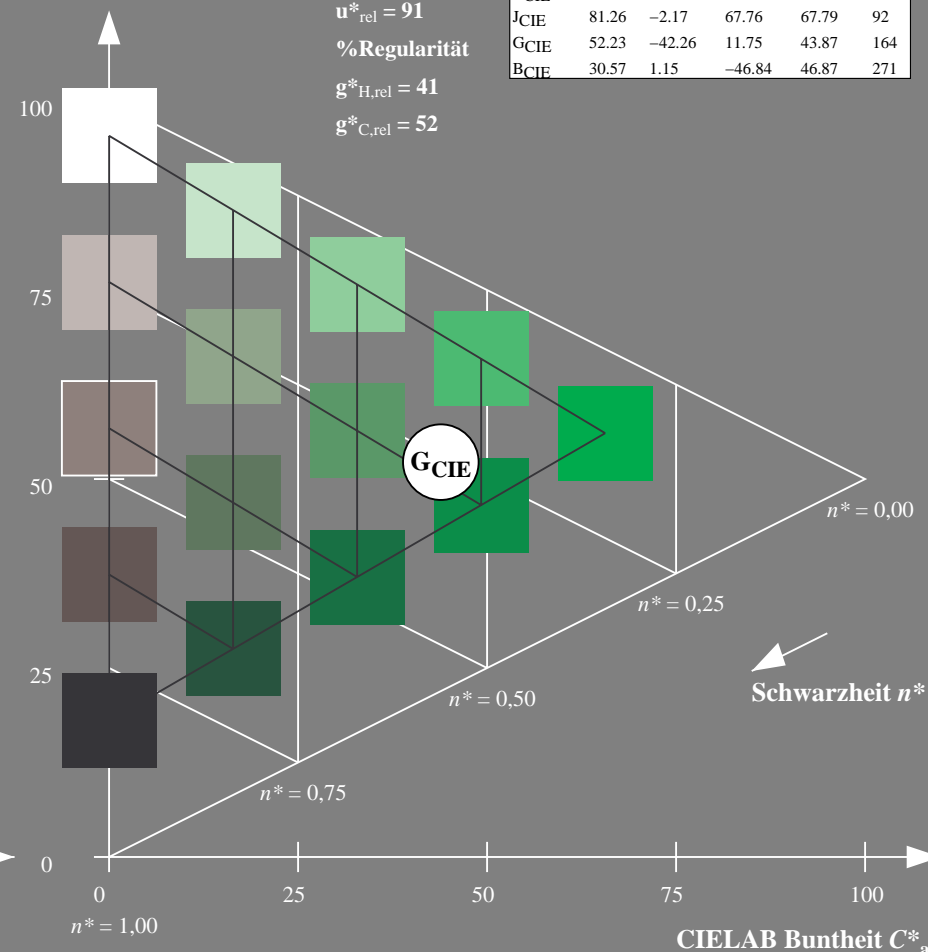 u*rel = 91
%Regularität
g*H,rel = 41
g*C,rel = 52
CIE
JCIE 81.26 −2.17 67.76 67.79 92
GCIE 52.23 −42.26 11.75 43.87 164
BCIE 30.57 1.15 −46.84 46.87 271
100
75
50
25
0
GCIE
n* = 0,00
n* = 0,25
Schwarzheit n*
n* = 0,50
n* = 0,75
0 25 50 75 100
n* = 1,00
CIELAB Buntheit C*a